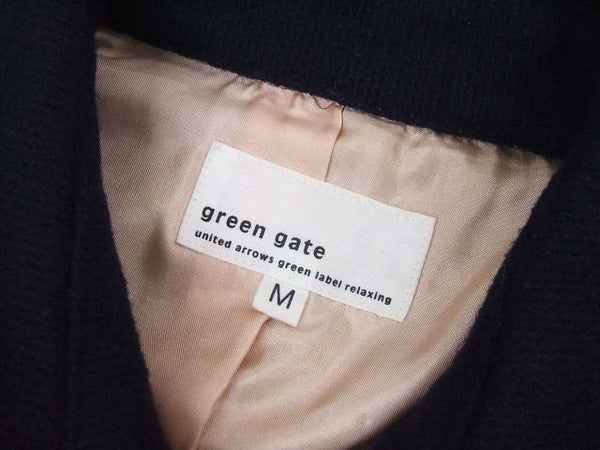 green gate
united arrows green label relaxing
M